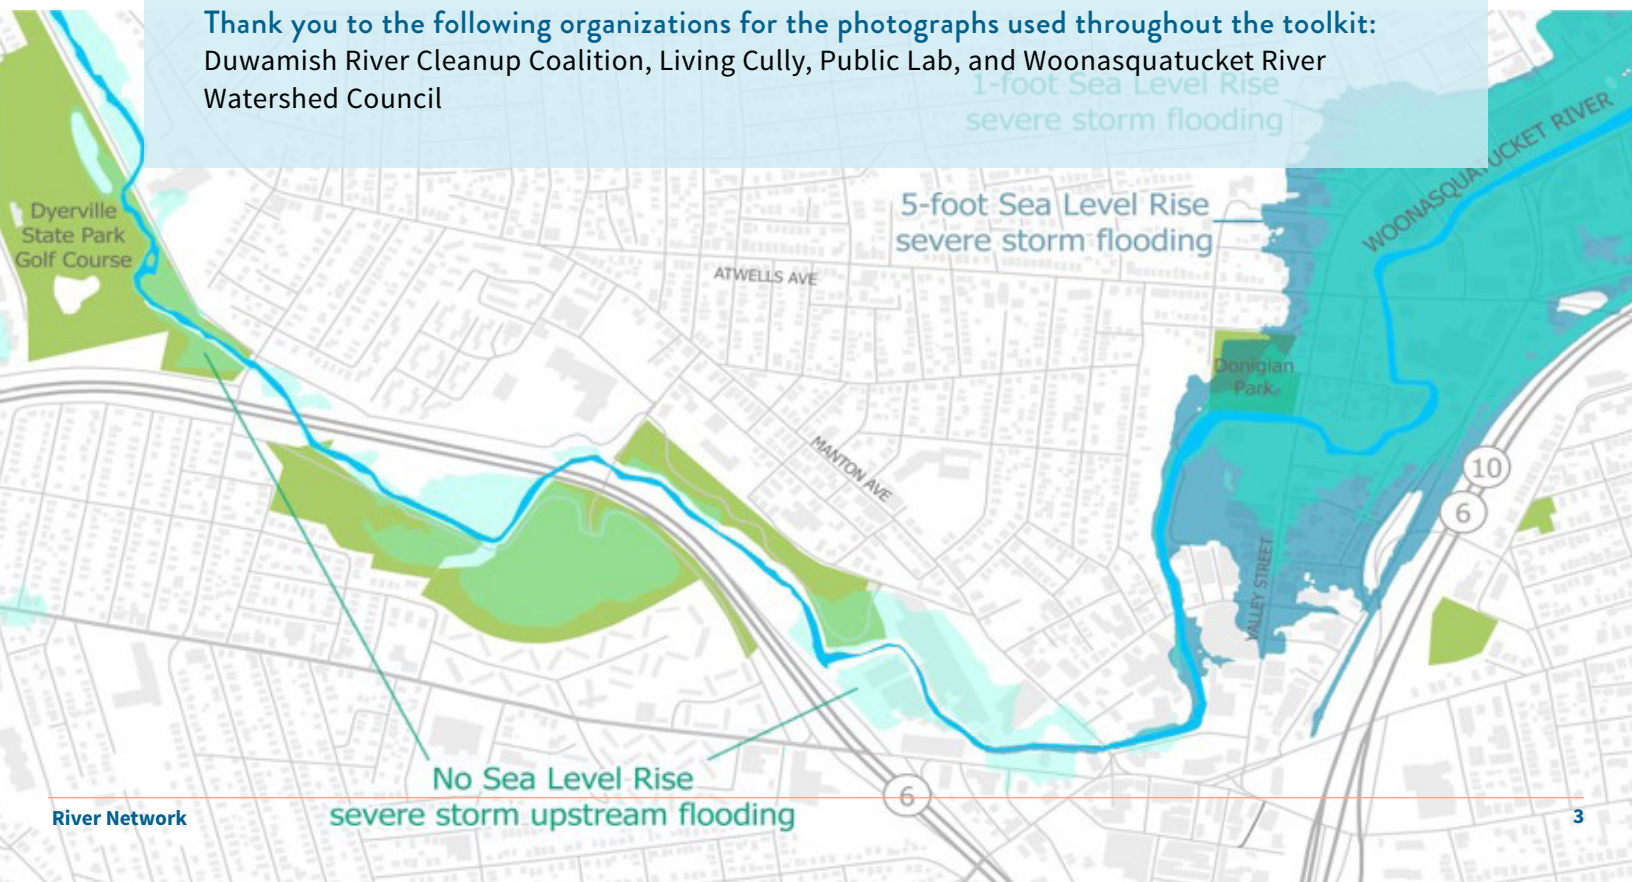 Thank you to the following organizations for the photographs used throughout the toolkit:
Duwamish River Cleanup Coalition, Living Cully, Public Lab, and Woonasquatucket River
Watershed Council
1-foot Sea Level Rise
severe storm flooding
WOONASQUATUCKET RIVER
5-foot Sea Level Rise
severe storm flooding
Dyerville
State Park
Golf Course
ATWELLS AVE
Donigian
Park
MANTON AVE
10
6
VALLEY STREET
No Sea Level Rise
severe storm upstream flooding
6
River Network
3